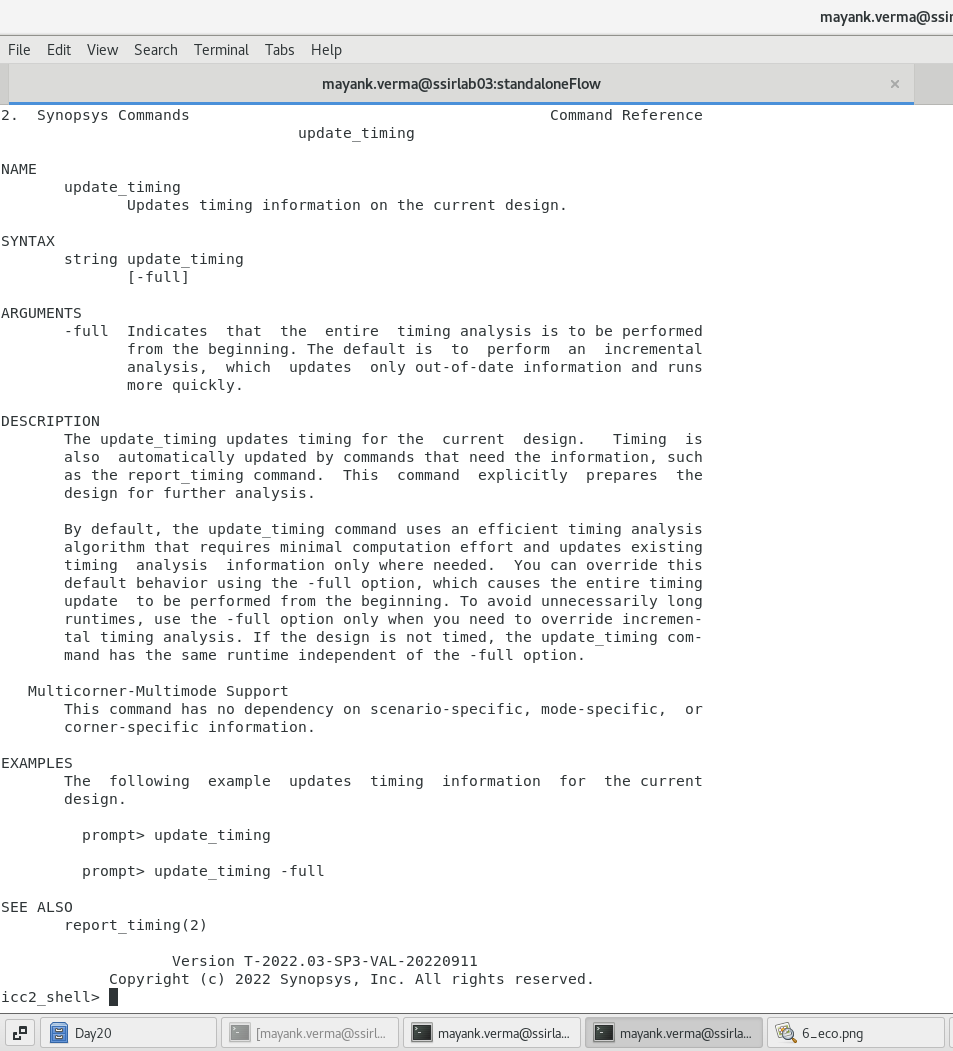 mayank.verma@ssir
File Edit View Search Terminal Tabs Help
mayank.verma@ssirlab03:standaloneFlow ×
2.  Synopsys Commands                                        Command Reference
                                 update_timing
NAME
       update_timing
              Updates timing information on the current design.
SYNTAX
       string update_timing
              [-full]
ARGUMENTS
       -full  Indicates  that  the  entire  timing analysis is to be performed
              from the beginning. The default is  to  perform  an  incremental
              analysis,  which  updates  only out-of-date information and runs
              more quickly.
DESCRIPTION
       The update_timing updates timing for the  current  design.   Timing  is
       also  automatically updated by commands that need the information, such
       as the report_timing command.  This  command  explicitly  prepares  the
       design for further analysis.
       By default, the update_timing command uses an efficient timing analysis
       algorithm that requires minimal computation effort and updates existing
       timing  analysis  information only where needed.  You can override this
       default behavior using the -full option, which causes the entire timing
       update  to be performed from the beginning. To avoid unnecessarily long
       runtimes, use the -full option only when you need to override incremen-
       tal timing analysis. If the design is not timed, the update_timing com-
       mand has the same runtime independent of the -full option.
   Multicorner-Multimode Support
       This command has no dependency on scenario-specific, mode-specific,  or
       corner-specific information.
EXAMPLES
       The  following  example  updates  timing  information  for  the current
       design.
         prompt> update_timing
         prompt> update_timing -full
SEE ALSO
       report_timing(2)
                   Version T-2022.03-SP3-VAL-20220911
            Copyright (c) 2022 Synopsys, Inc. All rights reserved.
icc2_shell>
Day20 [mayank.verma@ssirl... mayank.verma@ssirla... mayank.verma@ssirla... 6_eco.png